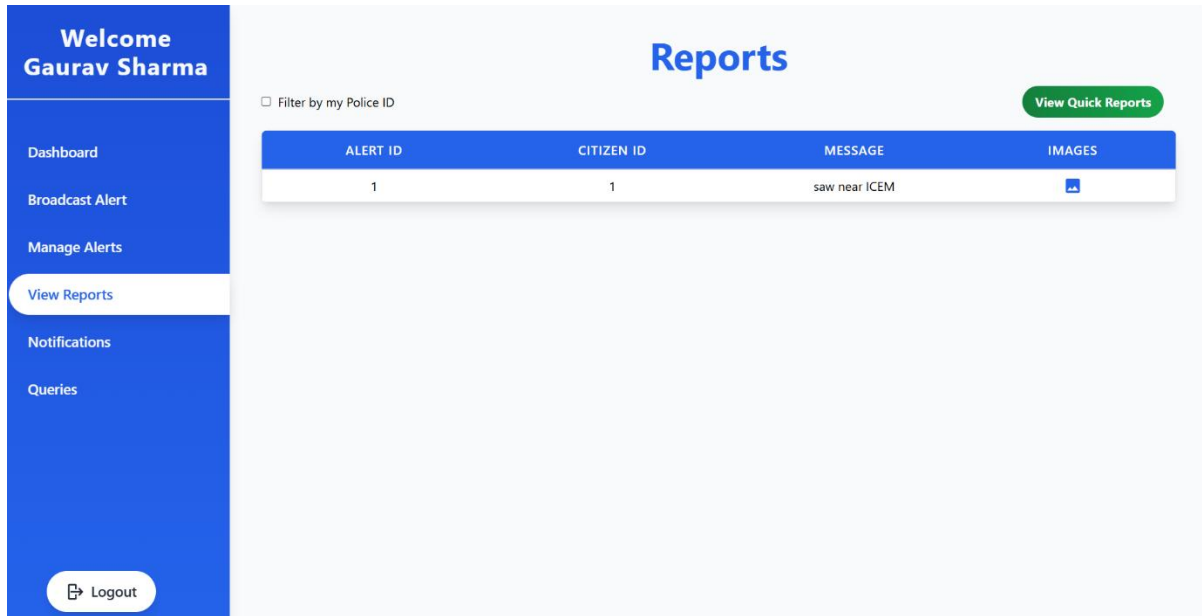 Welcome
Gaurav Sharma
Dashboard
Broadcast Alert
Manage Alerts
View Reports
Notifications
Queries
Logout
Reports
Filter by my Police ID
View Quick Reports
ALERT ID CITIZEN ID MESSAGE IMAGES
1 1 saw near ICEM